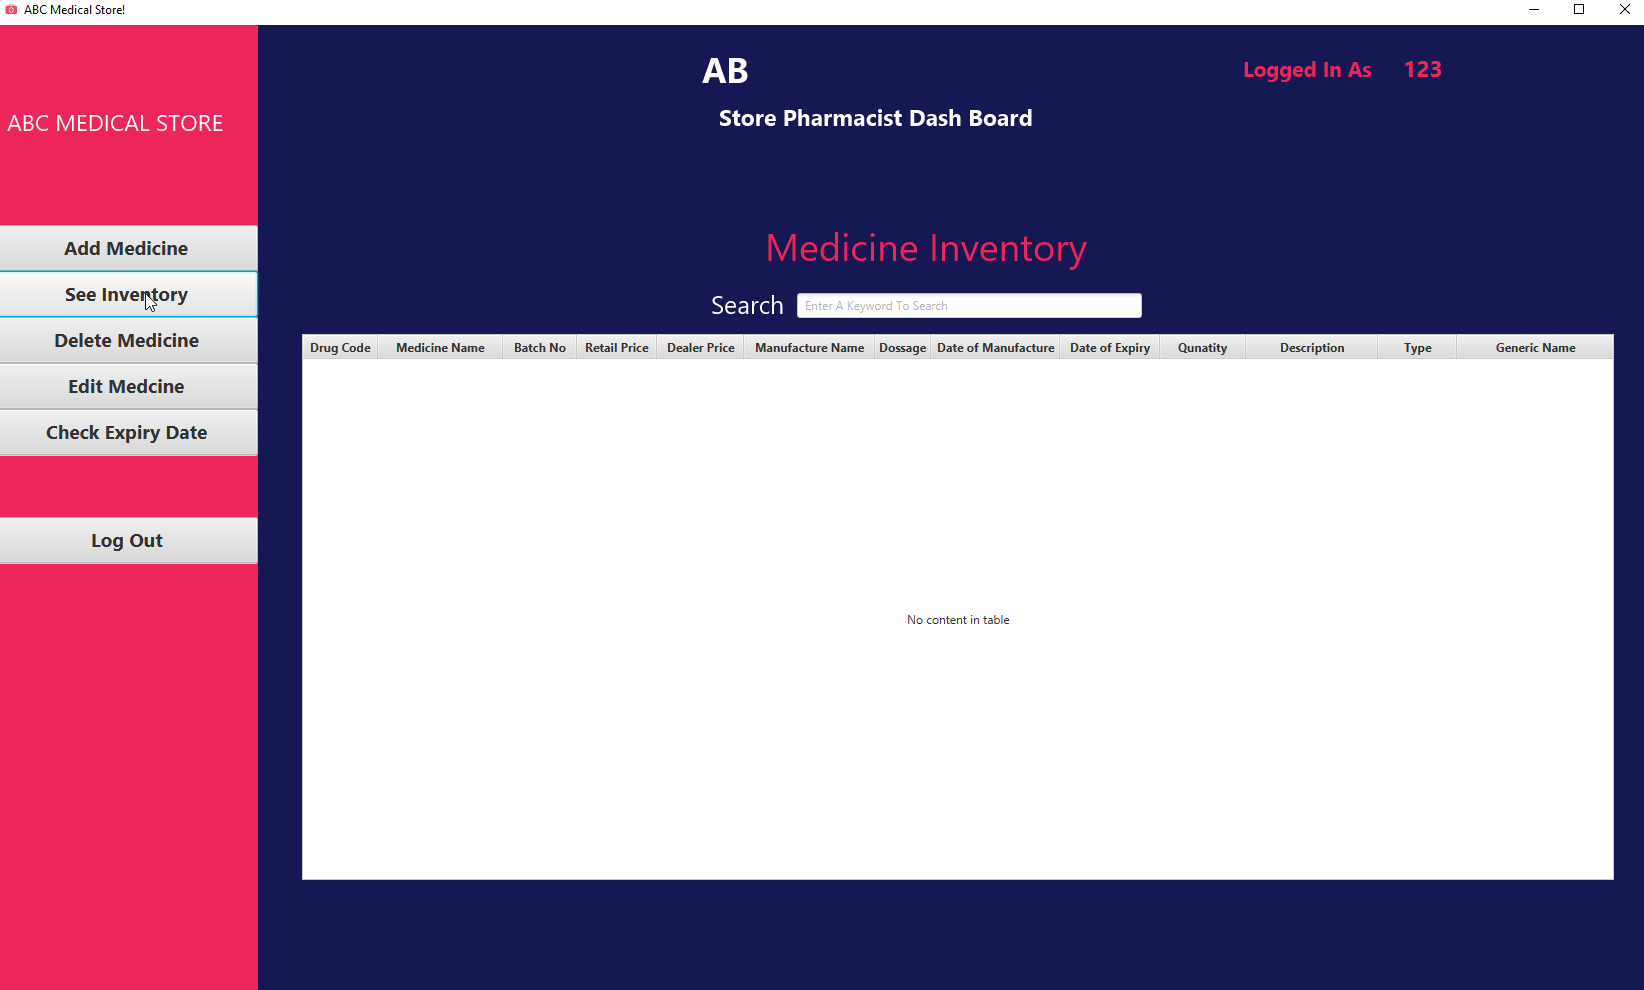 ABC Medical Store!
AB
Logged In As 123
Store Pharmacist Dash Board
ABC MEDICAL STORE
Add Medicine
See Inventory
Delete Medicine
Edit Medcine
Check Expiry Date
Log Out
Medicine Inventory
Search Enter A Keyword To Search
Drug Code Medicine Name Batch No Retail Price Dealer Price Manufacture Name Dossage Date of Manufacture Date of Expiry Qunatity Description Type Generic Name
No content in table